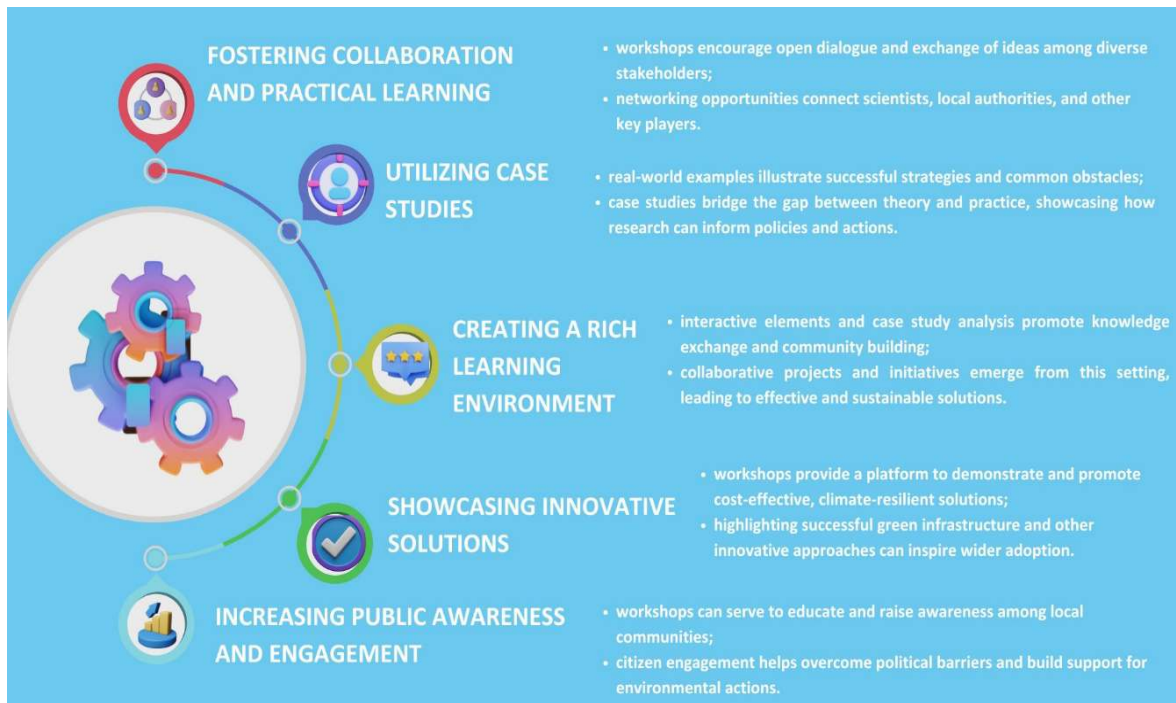 FOSTERING COLLABORATION
AND PRACTICAL LEARNING
• workshops encourage open dialogue and exchange of ideas among diverse
stakeholders;
• networking opportunities connect scientists, local authorities, and other
key players.
UTILIZING CASE
STUDIES
• real-world examples illustrate successful strategies and common obstacles;
• case studies bridge the gap between theory and practice, showcasing how
research can inform policies and actions.
CREATING A RICH
LEARNING
ENVIRONMENT
• interactive elements and case study analysis promote knowledge
exchange and community building;
• collaborative projects and initiatives emerge from this setting,
leading to effective and sustainable solutions.
SHOWCASING INNOVATIVE
SOLUTIONS
• workshops provide a platform to demonstrate and promote
cost-effective, climate-resilient solutions;
• highlighting successful green infrastructure and other
innovative approaches can inspire wider adoption.
INCREASING PUBLIC AWARENESS
AND ENGAGEMENT
• workshops can serve to educate and raise awareness among local
communities;
• citizen engagement helps overcome political barriers and build support for
environmental actions.